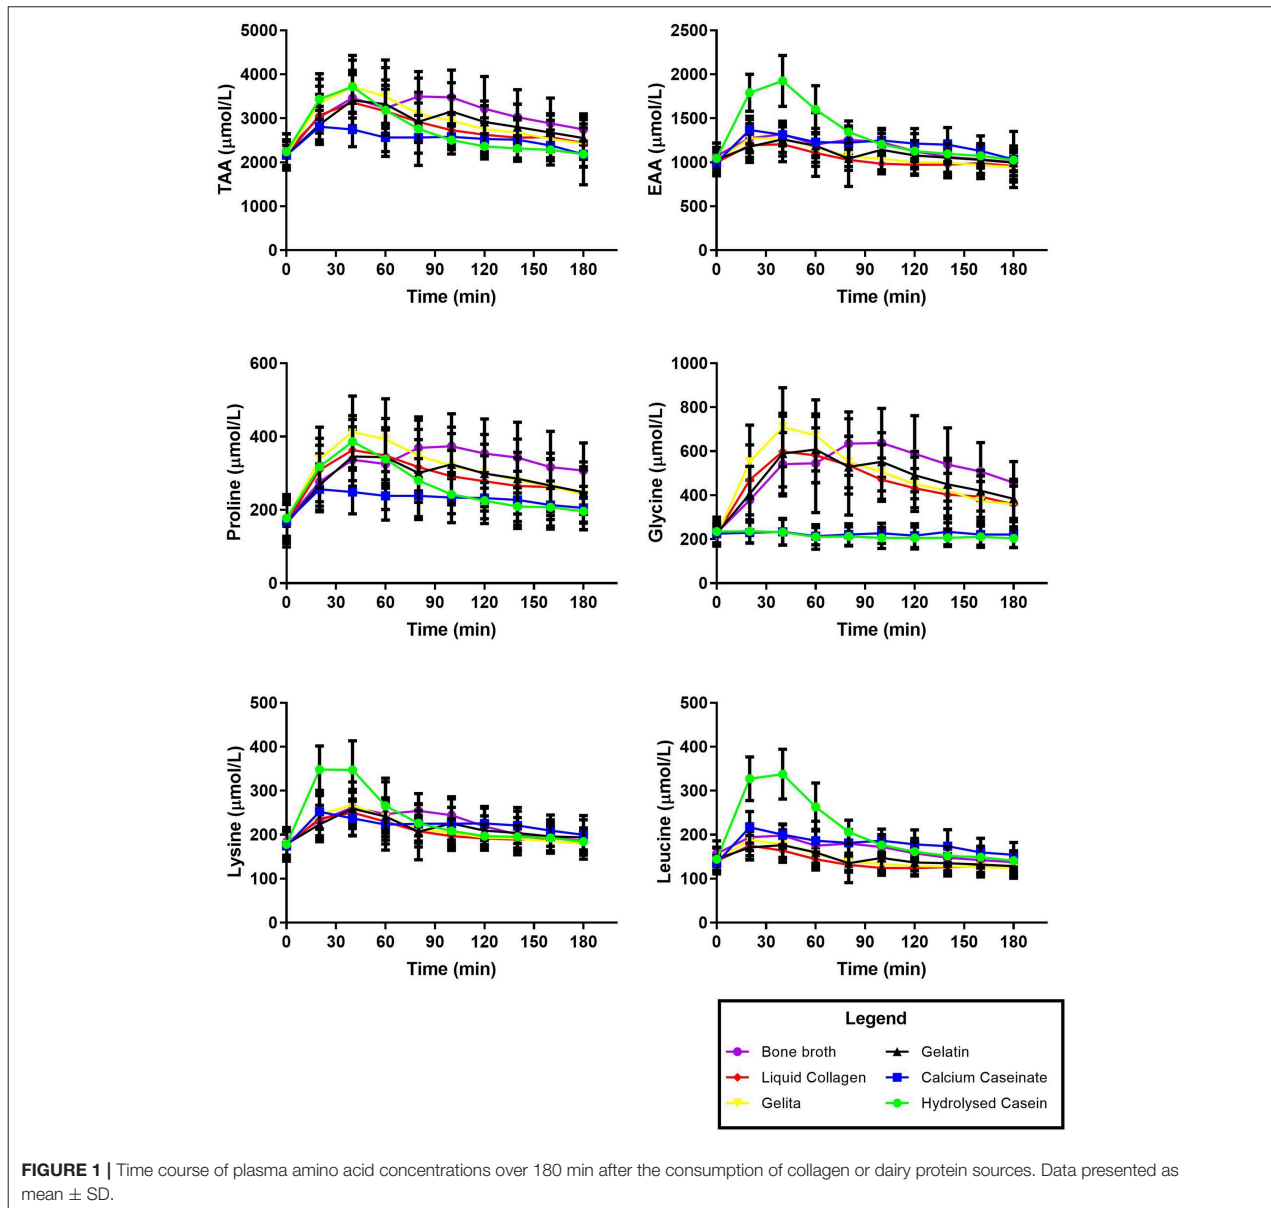 TAA (µmol/L)
5000
4000
3000
2000
1000
0
0 30 60 90 120 150 180
Time (min)
EAA (µmol/L)
2500
2000
1500
1000
500
0
0 30 60 90 120 150 180
Time (min)
Proline (µmol/L)
600
400
200
0
0 30 60 90 120 150 180
Time (min)
Glycine (µmol/L)
1000
800
600
400
200
0
0 30 60 90 120 150 180
Time (min)
Lysine (µmol/L)
500
400
300
200
100
0
0 30 60 90 120 150 180
Time (min)
Leucine (µmol/L)
500
400
300
200
100
0
0 30 60 90 120 150 180
Time (min)
Legend
Bone broth
Liquid Collagen
Gelita
Gelatin
Calcium Caseinate
Hydrolysed Casein
FIGURE 1 | Time course of plasma amino acid concentrations over 180 min after the consumption of collagen or dairy protein sources. Data presented as
mean ± SD.